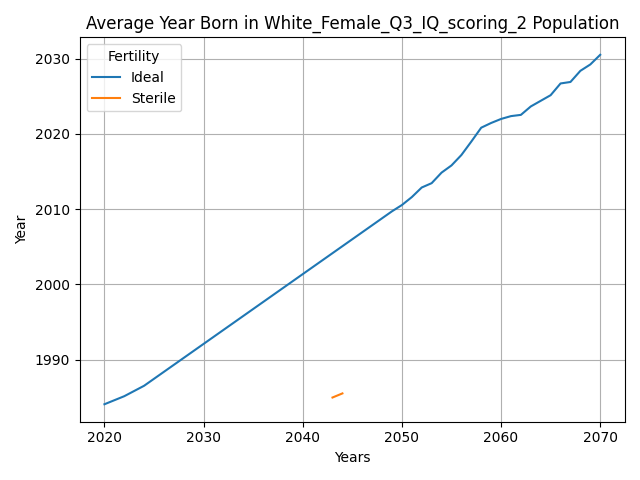 Average Year Born in White_Female_Q3_IQ_scoring_2 Population
Fertility
Ideal
Sterile
2030
2020
2010
2000
1990
Year
2020 2030 2040 2050 2060 2070
Years